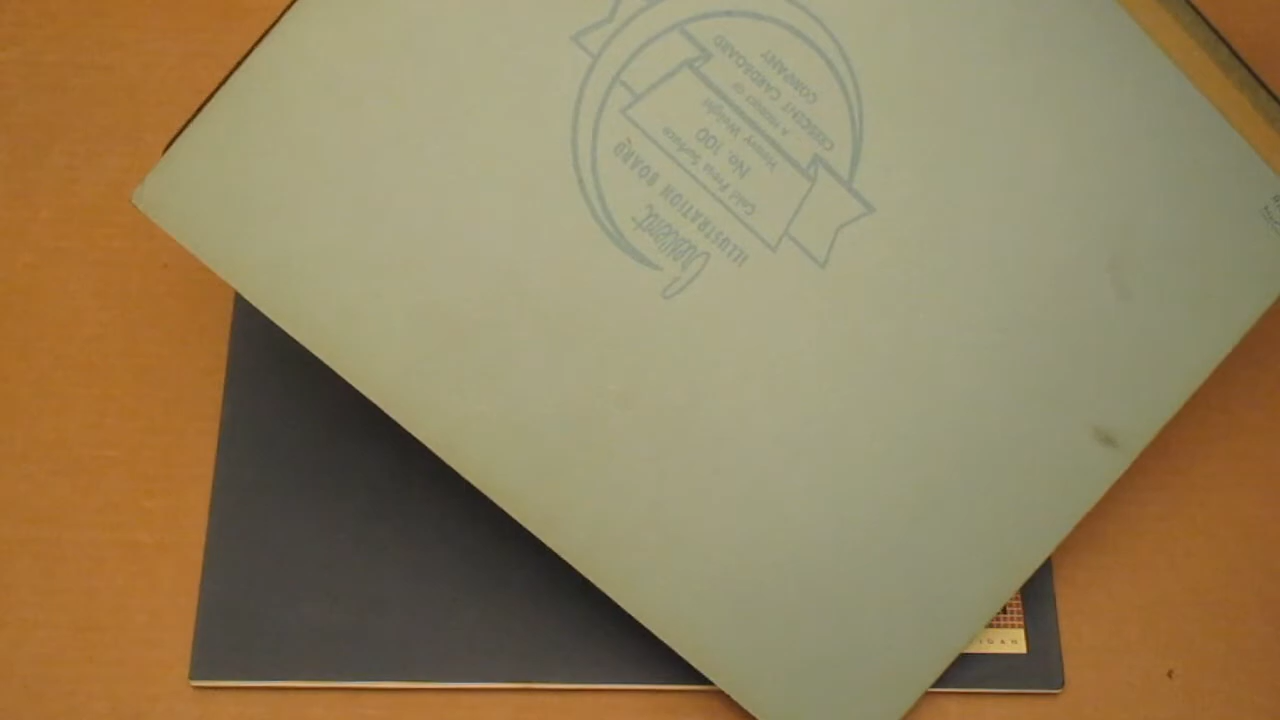 Crescent
ILLUSTRATION BOARD
Cold Press Surface
No. 100
Heavy Weight
A PRODUCT OF
CRESCENT CARDBOARD
COMPANY